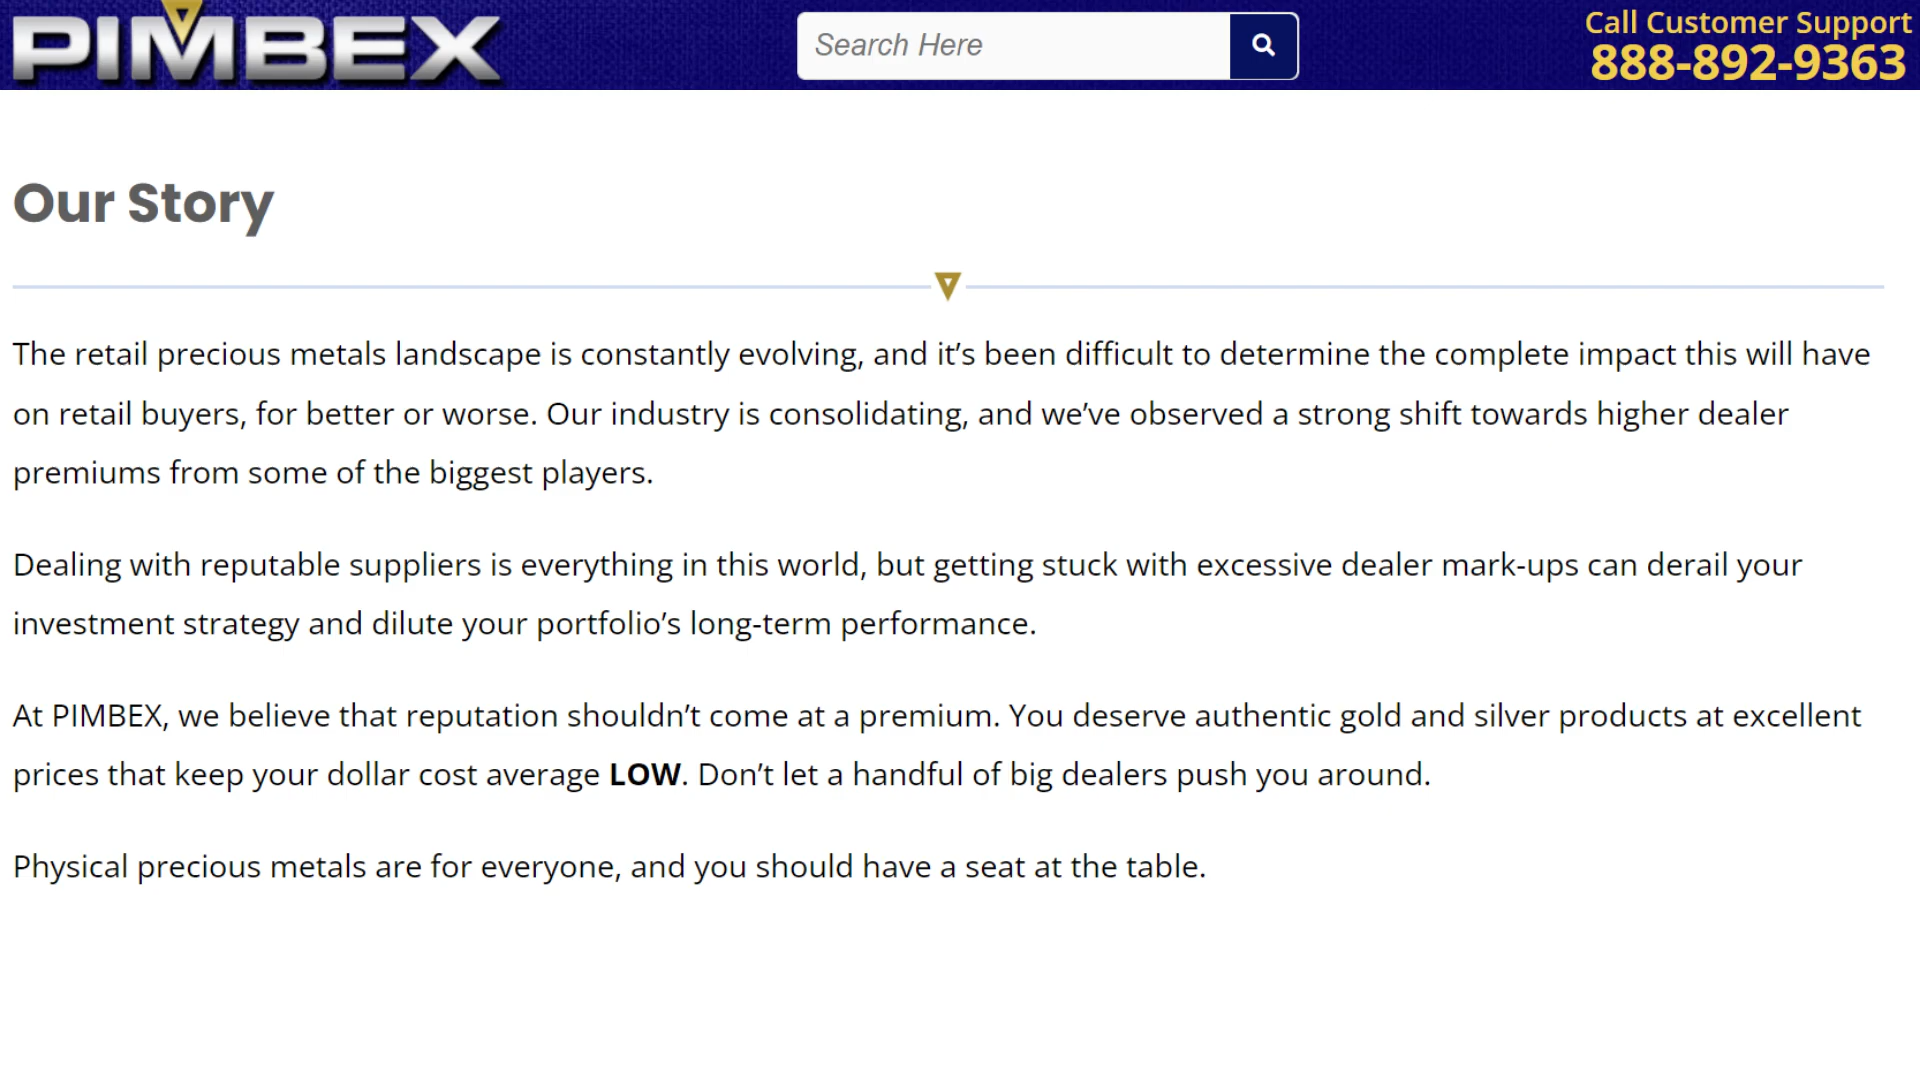 PIMBEX
Search Here
Call Customer Support
888-892-9363
Our Story
The retail precious metals landscape is constantly evolving, and it’s been difficult to determine the complete impact this will have
on retail buyers, for better or worse. Our industry is consolidating, and we’ve observed a strong shift towards higher dealer
premiums from some of the biggest players.
Dealing with reputable suppliers is everything in this world, but getting stuck with excessive dealer mark-ups can derail your
investment strategy and dilute your portfolio’s long-term performance.
At PIMBEX, we believe that reputation shouldn’t come at a premium. You deserve authentic gold and silver products at excellent
prices that keep your dollar cost average LOW. Don’t let a handful of big dealers push you around.
Physical precious metals are for everyone, and you should have a seat at the table.